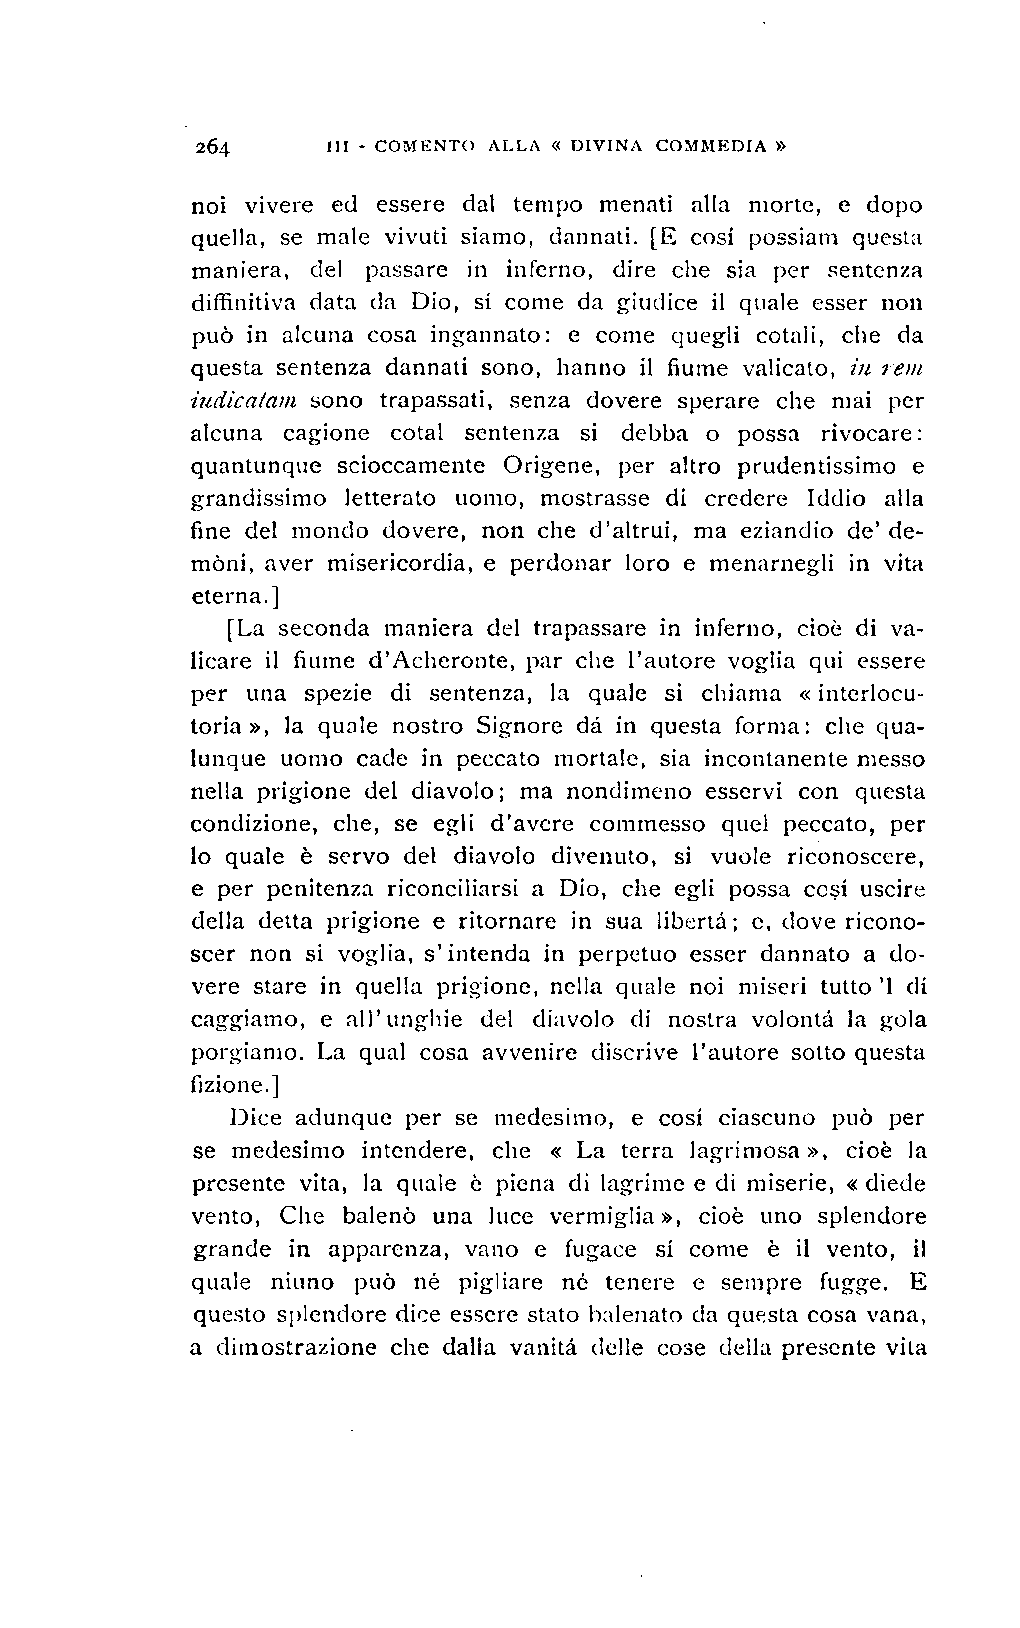 264 III - COMENTO ALLA « DIVINA COMMEDIA »
noi vivere ed essere dal tempo menati alla morte, e dopo
quella, se male vivuti siamo, dannati. [E cosí possiam questa
maniera, del passare in inferno, dire che sia per sentenza
diffinitiva data da Dio, sí come da giudice il quale esser non
può in alcuna cosa ingannato: e come quegli cotali, che da
questa sentenza dannati sono, hanno il fiume valicato, in rem
iudicatam sono trapassati, senza dovere sperare che mai per
alcuna cagione cotal sentenza si debba o possa rivocare:
quantunque scioccamente Origene, per altro prudentissimo e
grandissimo letterato uomo, mostrasse di credere Iddio alla
fine del mondo dovere, non che d'altrui, ma eziandio de' de-
mòni, aver misericordia, e perdonar loro e menarnegli in vita
eterna.]
[La seconda maniera del trapassare in inferno, cioè di va-
licare il fiume d'Acheronte, par che l'autore voglia qui essere
per una spezie di sentenza, la quale si chiama « interlocu-
toria », la quale nostro Signore dá in questa forma: che qua-
lunque uomo cade in peccato mortale, sia incontanente messo
nella prigione del diavolo; ma nondimeno esservi con questa
condizione, che, se egli d'avere commesso quel peccato, per
lo quale è servo del diavolo divenuto, si vuole riconoscere,
e per penitenza riconciliarsi a Dio, che egli possa cosí uscire
della detta prigione e ritornare in sua libertá; e, dove ricono-
scer non si voglia, s'intenda in perpetuo esser dannato a do-
vere stare in quella prigione, nella quale noi miseri tutto 'l dí
caggiamo, e all'unghie del diavolo di nostra volontá la gola
porgiamo. La qual cosa avvenire discrive l'autore sotto questa
fizione.]
Dice adunque per se medesimo, e cosí ciascuno può per
se medesimo intendere, che « La terra lagrimosa », cioè la
presente vita, la quale è piena di lagrime e di miserie, « diede
vento, Che balenò una luce vermiglia », cioè uno splendore
grande in apparenza, vano e fugace sí come è il vento, il
quale niuno può né pigliare né tenere e sempre fugge. E
questo splendore dice essere stato balenato da questa cosa vana,
a dimostrazione che dalla vanitá delle cose della presente vita